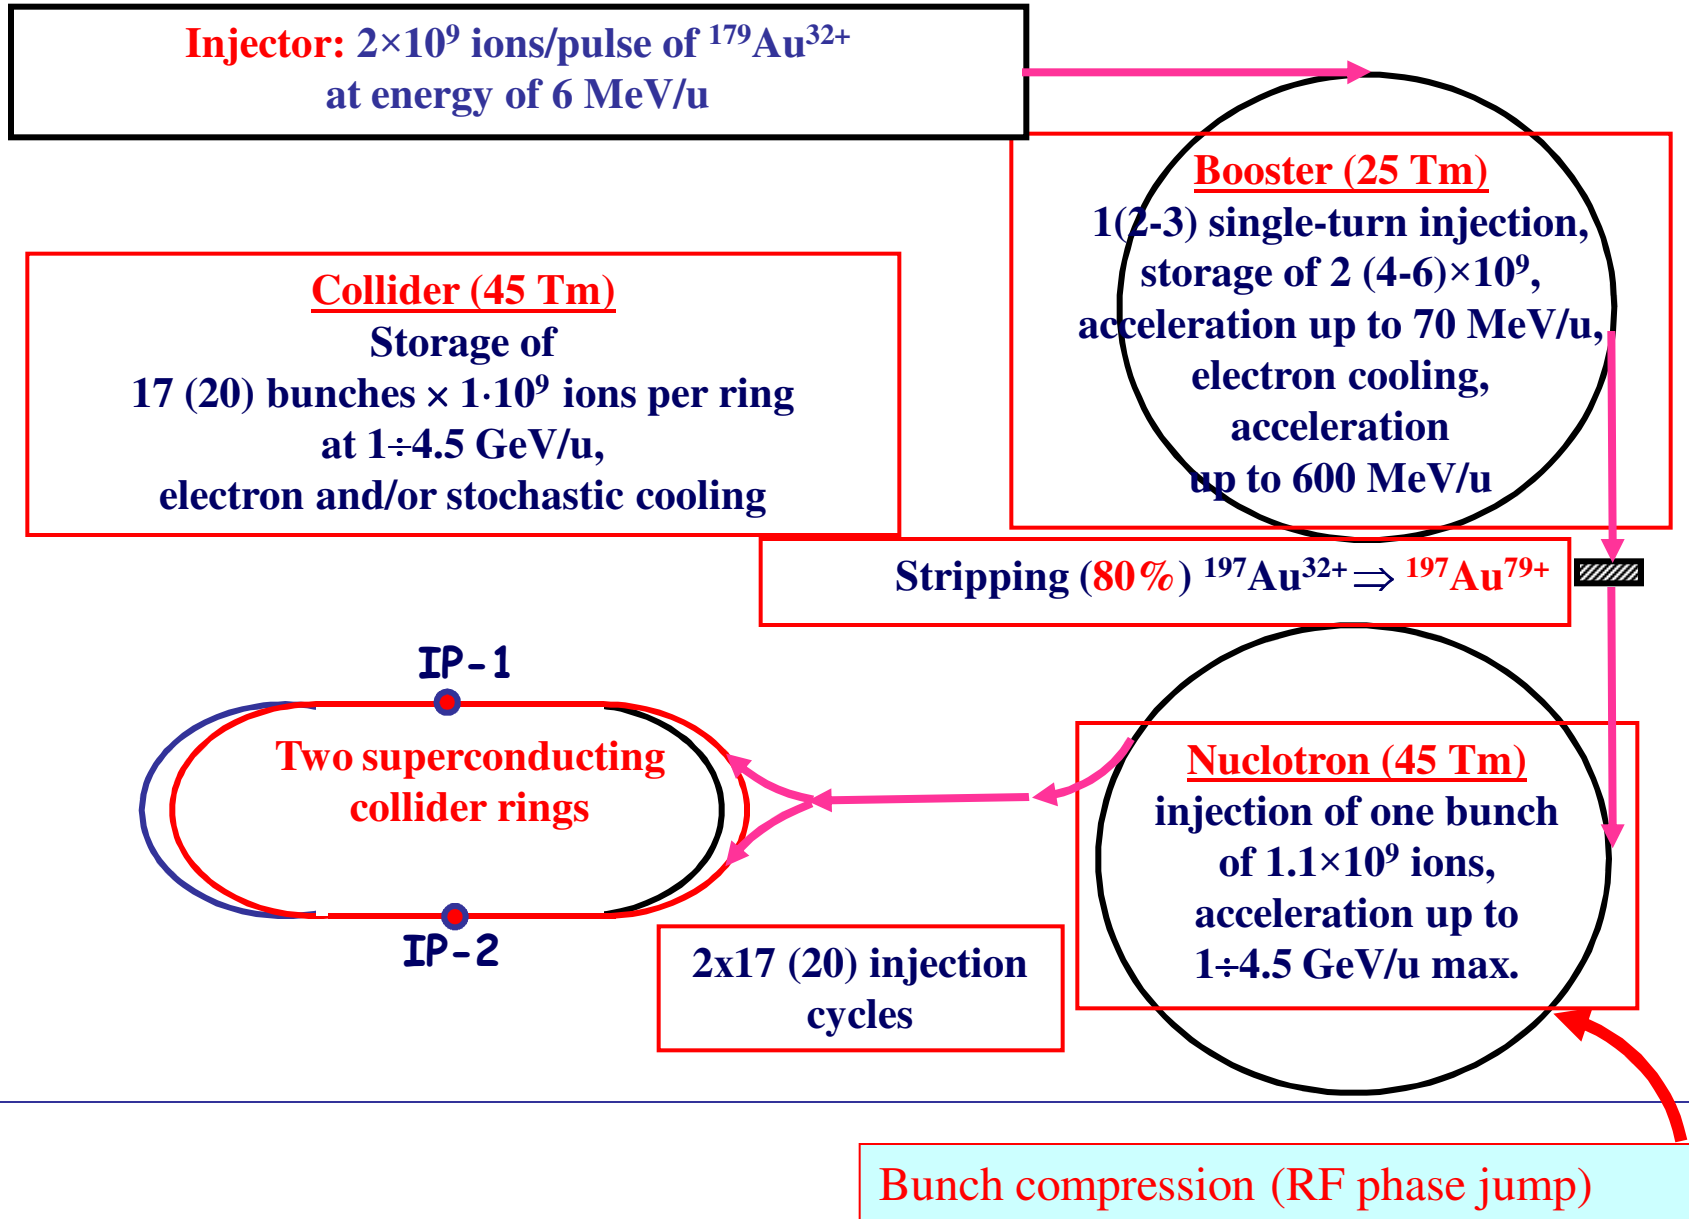 Injector: 2×10⁹ ions/pulse of ¹⁷⁹Au³²⁺
at energy of 6 MeV/u
Booster (25 Tm)
1(2-3) single-turn injection,
storage of 2 (4-6)×10⁹,
acceleration up to 70 MeV/u,
electron cooling,
acceleration
up to 600 MeV/u
Collider (45 Tm)
Storage of
17 (20) bunches × 1·10⁹ ions per ring
at 1÷4.5 GeV/u,
electron and/or stochastic cooling
Stripping (80%) ¹⁹⁷Au³²⁺ ⇒ ¹⁹⁷Au⁷⁹⁺
IP-1
Two superconducting
collider rings
IP-2
Nuclotron (45 Tm)
injection of one bunch
of 1.1×10⁹ ions,
acceleration up to
1÷4.5 GeV/u max.
2x17 (20) injection
cycles
Bunch compression (RF phase jump)